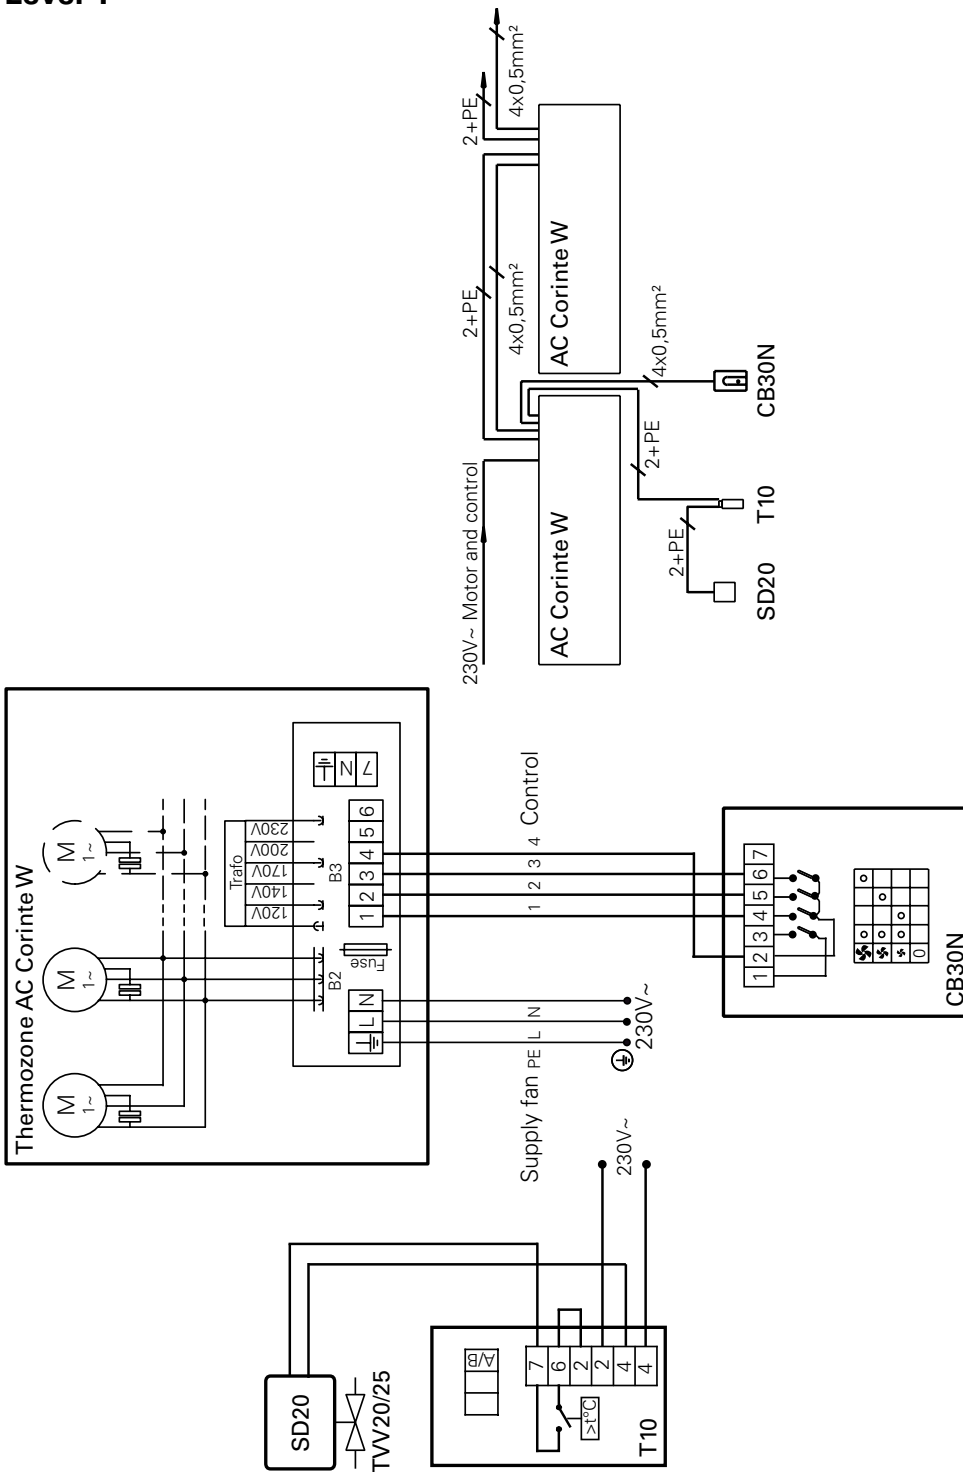 4x0,5mm²
2+PE
AC Corinte W
2+PE
4x0,5mm²
4x0,5mm²
CB30N
2+PE
T10
2+PE
SD20
AC Corinte W
230V~ Motor and control
Thermozone AC Corinte W
M
1~
M
1~
M
1~
Trafo
230V
200V
170V
140V
120V
N 7
B3
1 2 3 4 5 6
Fuse
B2
L N
1 2 3 4 Control
Supply fan PE L N
230V~
1 2 3 4 5 6 7
0
CB30N
230V~
SD20
TVV20/25
A/B
7
6
2
2
4
4
>t°C
T10